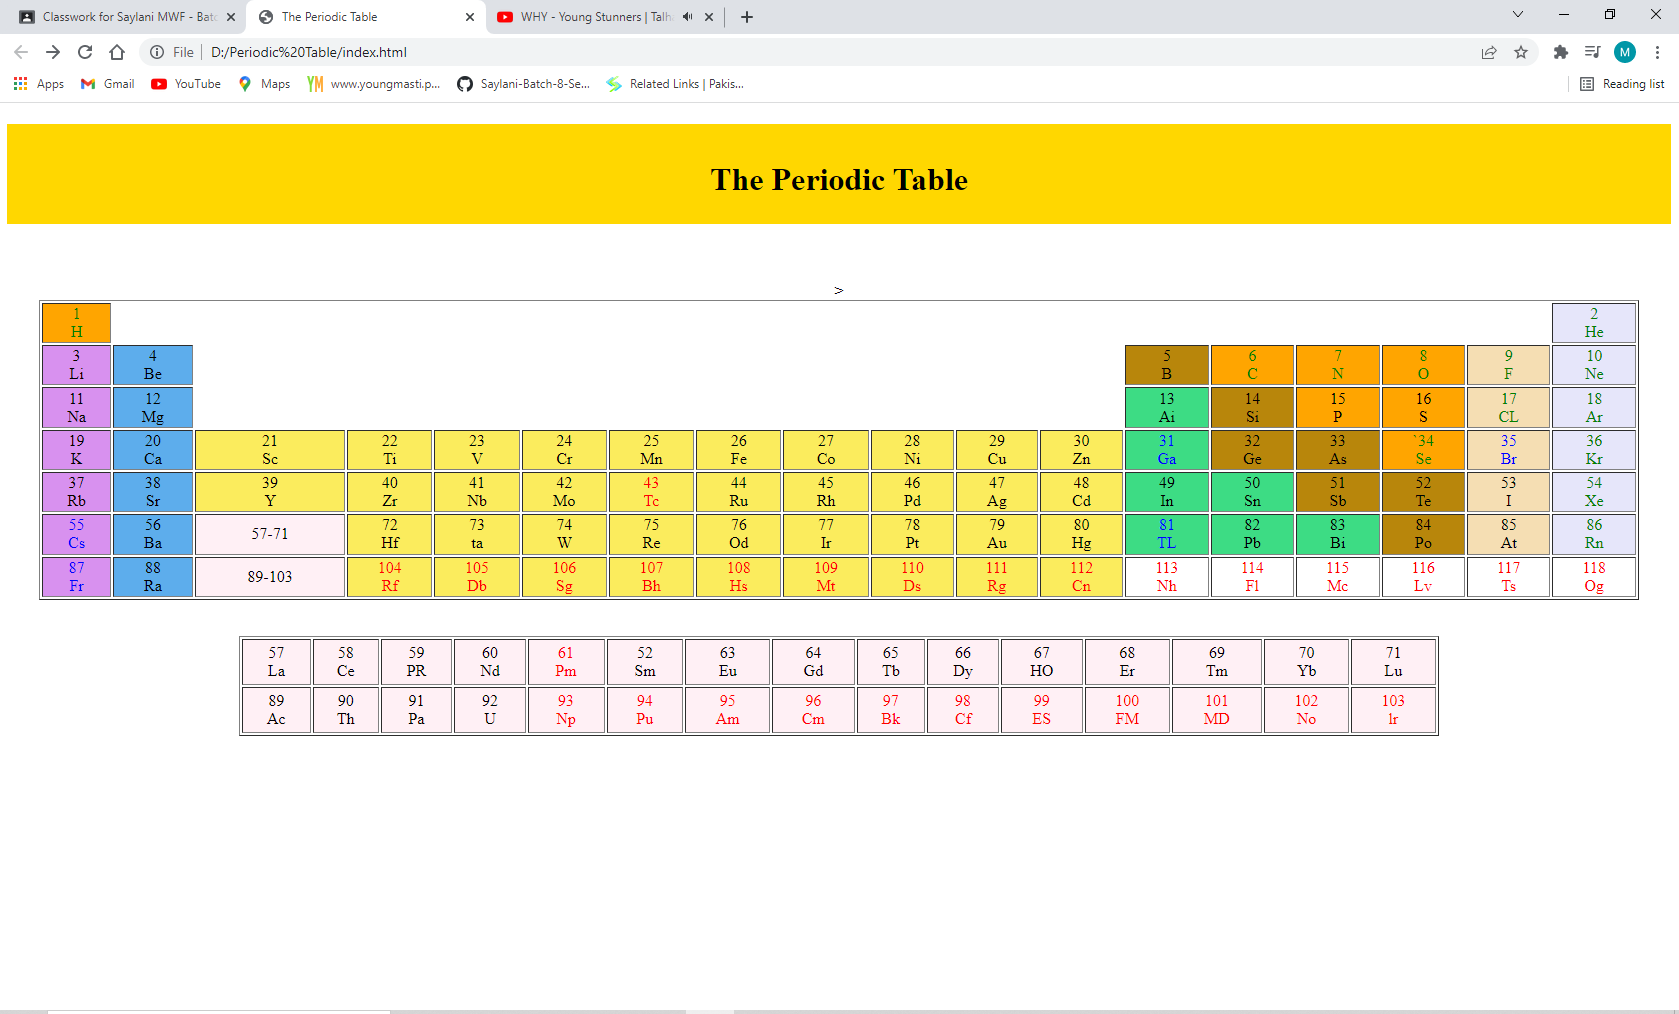 Classwork for Saylani MWF - Batc
The Periodic Table
WHY - Young Stunners | Talha
File D:/Periodic%20Table/index.html
M
Apps Gmail YouTube Maps www.youngmasti.p... Saylani-Batch-8-Se... Related Links | Pakis... Reading list
The Periodic Table
>
1 2
H He
3 4 5 6 7 8 9 10
Li Be B C N O F Ne
11 12 13 14 15 16 17 18
Na Mg Ai Si P S CL Ar
19 20 21 22 23 24 25 26 27 28 29 30 31 32 33 `34 35 36
K Ca Sc Ti V Cr Mn Fe Co Ni Cu Zn Ga Ge As Se Br Kr
37 38 39 40 41 42 43 44 45 46 47 48 49 50 51 52 53 54
Rb Sr Y Zr Nb Mo Tc Ru Rh Pd Ag Cd In Sn Sb Te I Xe
55 56 57-71 72 73 74 75 76 77 78 79 80 81 82 83 84 85 86
Cs Ba Hf ta W Re Od Ir Pt Au Hg TL Pb Bi Po At Rn
87 88 89-103 104 105 106 107 108 109 110 111 112 113 114 115 116 117 118
Fr Ra Rf Db Sg Bh Hs Mt Ds Rg Cn Nh Fl Mc Lv Ts Og
57 58 59 60 61 52 63 64 65 66 67 68 69 70 71
La Ce PR Nd Pm Sm Eu Gd Tb Dy HO Er Tm Yb Lu
89 90 91 92 93 94 95 96 97 98 99 100 101 102 103
Ac Th Pa U Np Pu Am Cm Bk Cf ES FM MD No lr